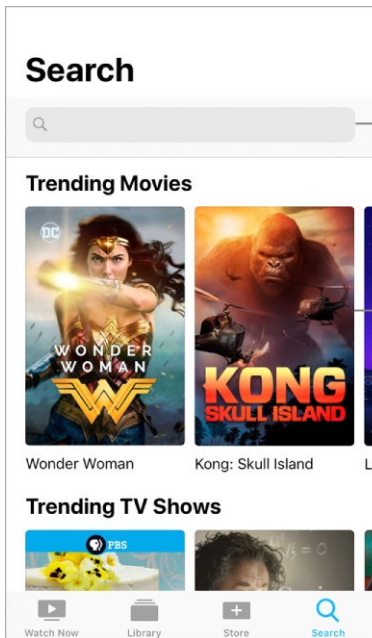 Search
Trending Movies
DC
WONDER
WOMAN
KONG
SKULL ISLAND
Wonder Woman
Kong: Skull Island
L
Trending TV Shows
PBS
Watch Now
Library
Store
Search